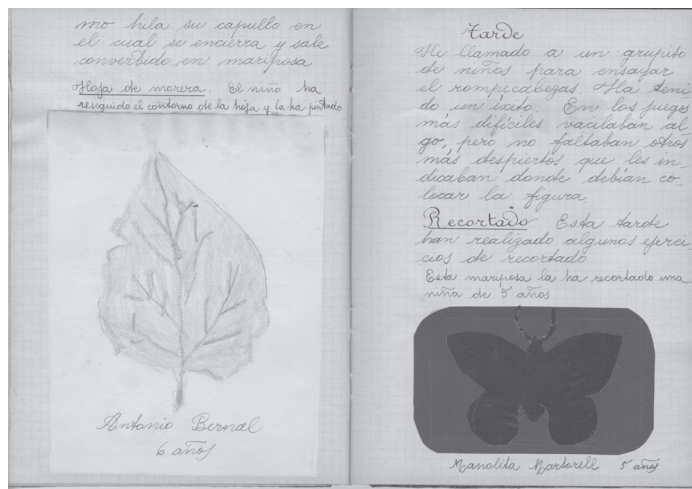 mo hila su capullo en
el cual se encierra y sale
convertido en mariposa
Hoja de morera. El niño ha
reseguido el contorno de la hoja y la ha pintado
Antonio Bernal
6 años
Tarde
He llamado a un grupito
de niños para ensayar
el rompecabezas. Ha teni-
do un éxito. En los juegos
más difíciles vacilaban al-
go, pero no faltaban otros
más despiertos que les in-
dicaban donde debían co-
locar la figura.
Recortado. Esta tarde
han realizado algunos ejerci-
cios de recortado
Esta mariposa la ha recortado una
niña de 5 años
Manolita Martorell 5 años